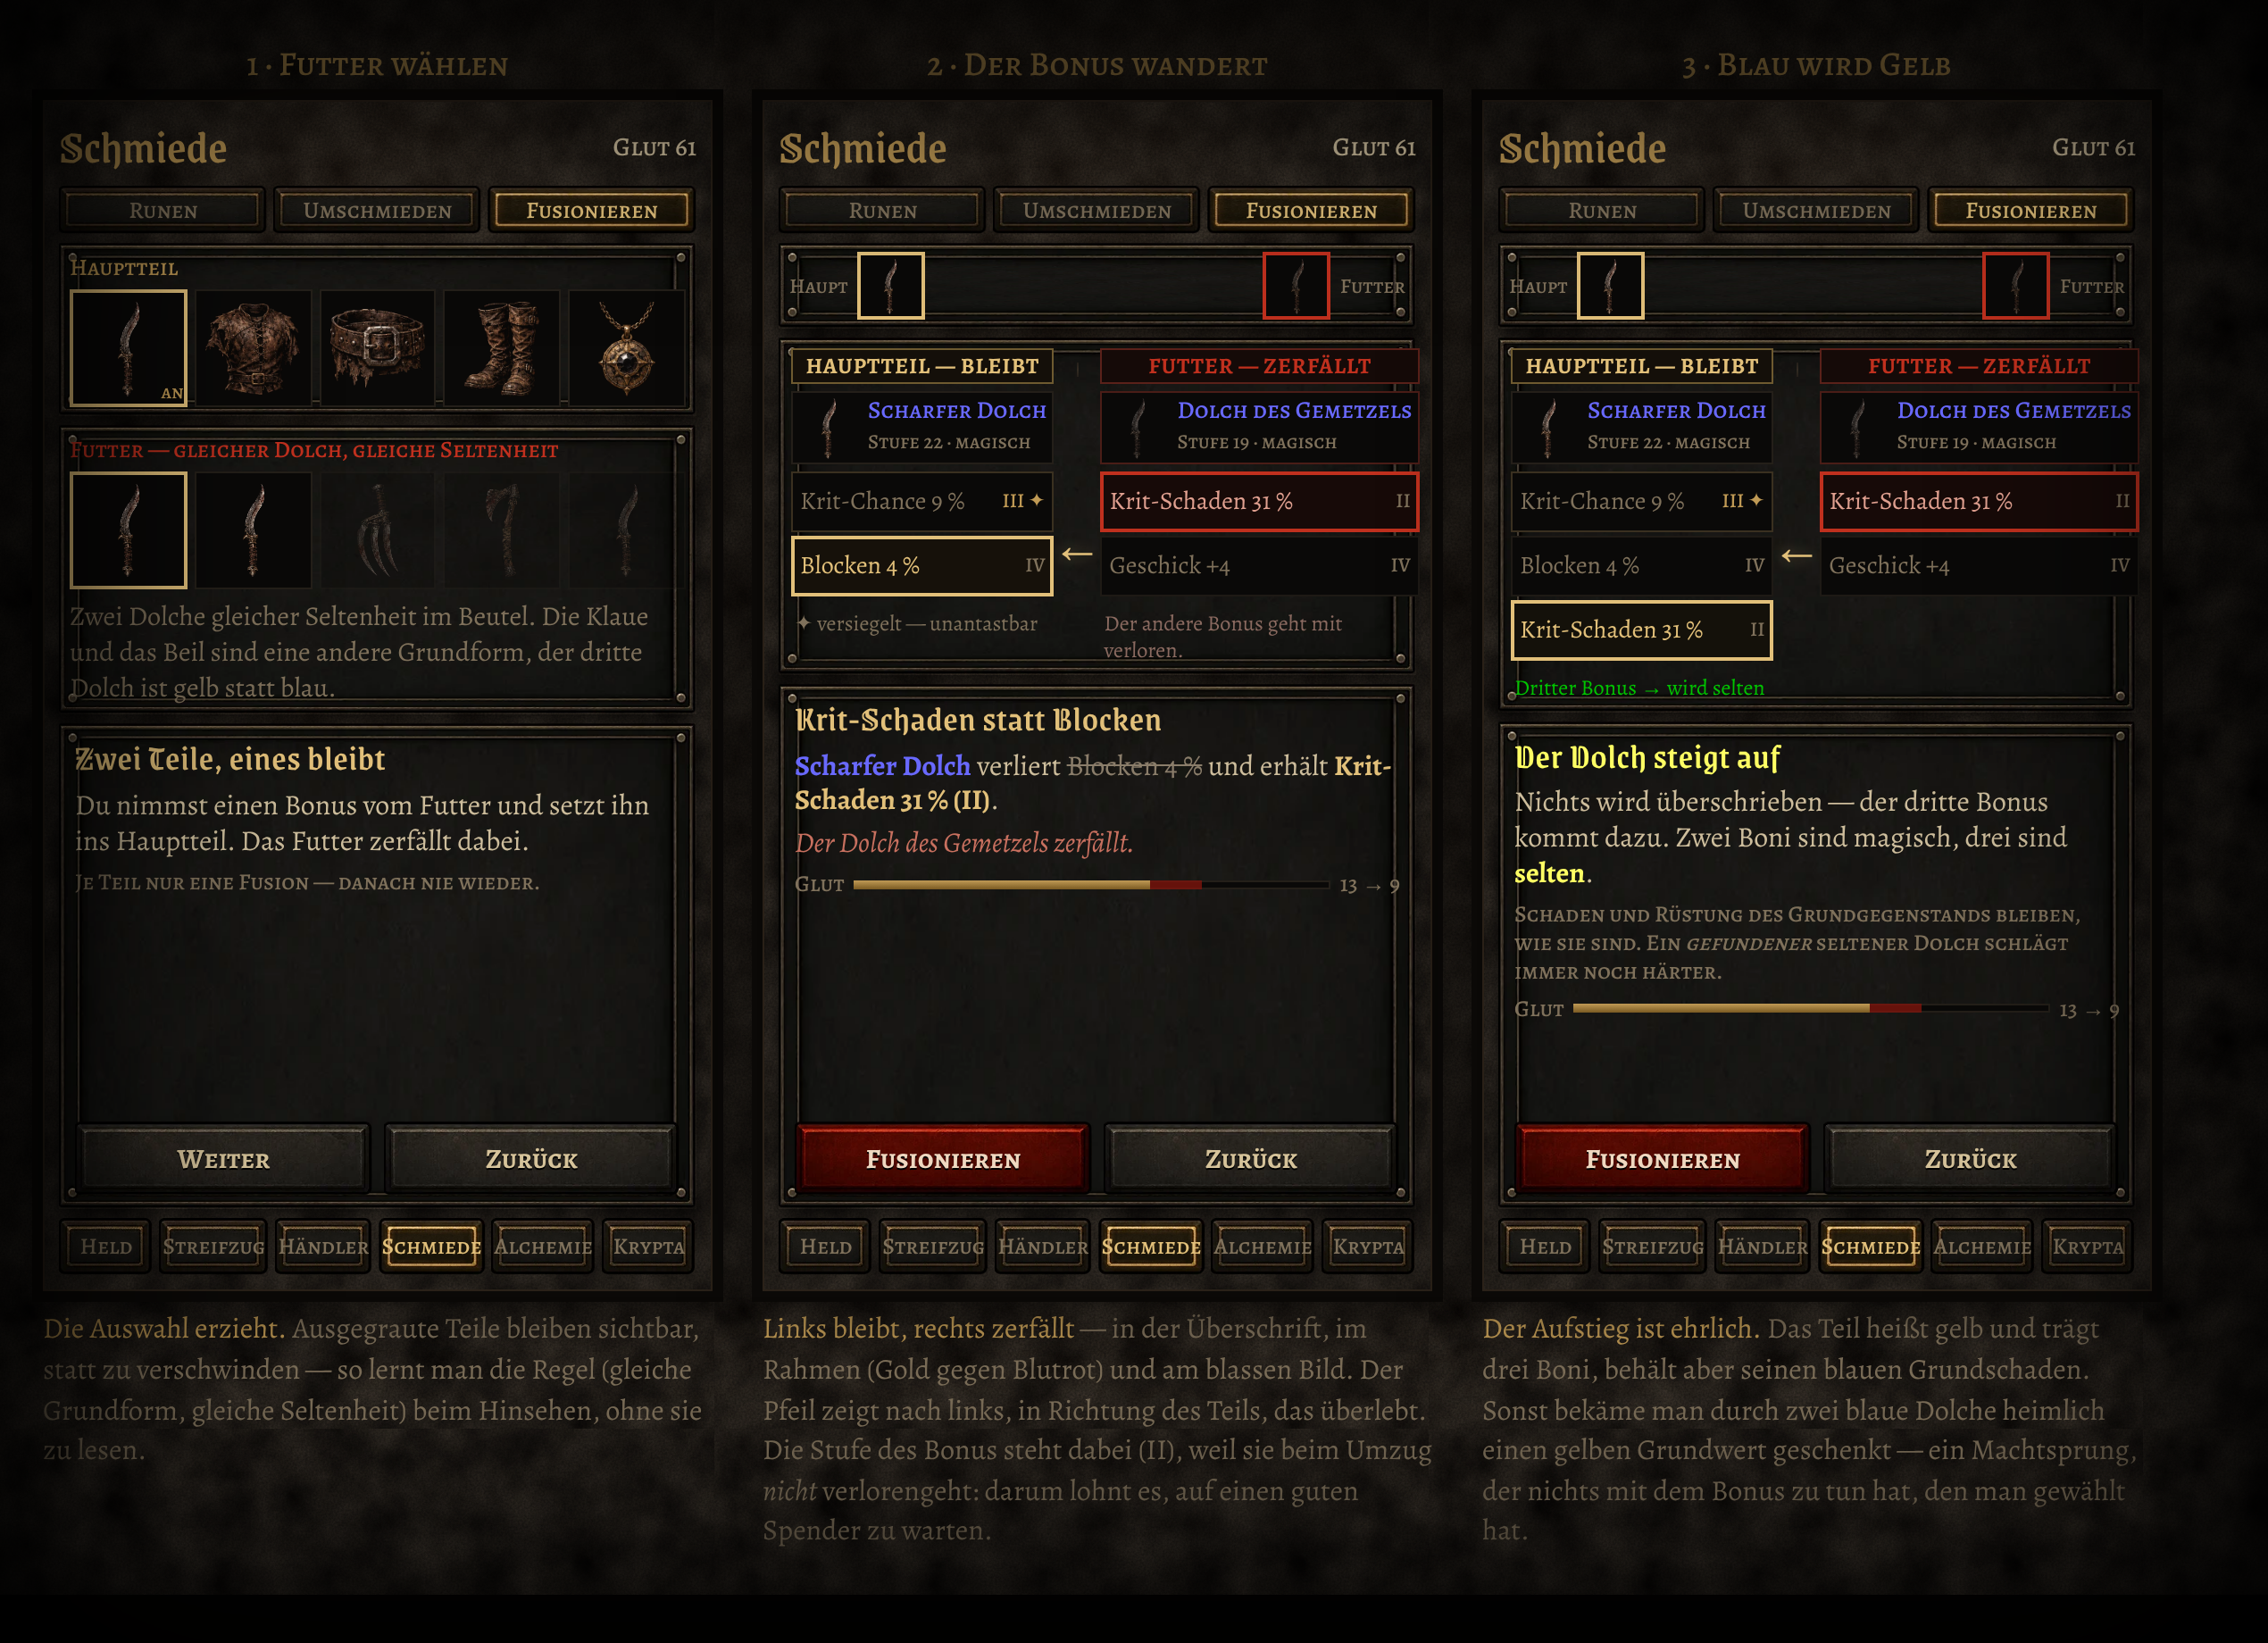 1 · Futter wählen
Schmiede
Glut 61
Runen
Umschmieden
Fusionieren
Hauptteil
an
Futter — gleicher Dolch, gleiche Seltenheit
Zwei Dolche gleicher Seltenheit im Beutel. Die Klaue
und das Beil sind eine andere Grundform, der dritte
Dolch ist gelb statt blau.
Zwei Teile, eines bleibt
Du nimmst einen Bonus vom Futter und setzt ihn
ins Hauptteil. Das Futter zerfällt dabei.
Je Teil nur eine Fusion — danach nie wieder.
Weiter
Zurück
Held
Streifzug
Händler
Schmiede
Alchemie
Krypta
Die Auswahl erzieht. Ausgegraute Teile bleiben sichtbar,
statt zu verschwinden — so lernt man die Regel (gleiche
Grundform, gleiche Seltenheit) beim Hinsehen, ohne sie
zu lesen.
2 · Der Bonus wandert
Schmiede
Glut 61
Runen
Umschmieden
Fusionieren
Haupt
Futter
Hauptteil — bleibt
Futter — zerfällt
Scharfer Dolch
Stufe 22 · magisch
Dolch des Gemetzels
Stufe 19 · magisch
Krit-Chance 9 % III ✦
Krit-Schaden 31 % II
Blocken 4 % IV
←
Geschick +4 IV
✦ versiegelt — unantastbar
Der andere Bonus geht mit
verloren.
Krit-Schaden statt Blocken
Scharfer Dolch verliert Blocken 4 % und erhält Krit-
Schaden 31 % (II).
Der Dolch des Gemetzels zerfällt.
Glut 13 → 9
Fusionieren
Zurück
Held
Streifzug
Händler
Schmiede
Alchemie
Krypta
Links bleibt, rechts zerfällt — in der Überschrift, im
Rahmen (Gold gegen Blutrot) und am blassen Bild. Der
Pfeil zeigt nach links, in Richtung des Teils, das überlebt.
Die Stufe des Bonus steht dabei (II), weil sie beim Umzug
nicht verlorengeht: darum lohnt es, auf einen guten
Spender zu warten.
3 · Blau wird Gelb
Schmiede
Glut 61
Runen
Umschmieden
Fusionieren
Haupt
Futter
Hauptteil — bleibt
Futter — zerfällt
Scharfer Dolch
Stufe 22 · magisch
Dolch des Gemetzels
Stufe 19 · magisch
Krit-Chance 9 % III ✦
Krit-Schaden 31 % II
Blocken 4 % IV
←
Geschick +4 IV
Krit-Schaden 31 % II
Dritter Bonus → wird selten
Der Dolch steigt auf
Nichts wird überschrieben — der dritte Bonus
kommt dazu. Zwei Boni sind magisch, drei sind
selten.
Schaden und Rüstung des Grundgegenstands bleiben,
wie sie sind. Ein gefundener seltener Dolch schlägt
immer noch härter.
Glut 13 → 9
Fusionieren
Zurück
Held
Streifzug
Händler
Schmiede
Alchemie
Krypta
Der Aufstieg ist ehrlich. Das Teil heißt gelb und trägt
drei Boni, behält aber seinen blauen Grundschaden.
Sonst bekäme man durch zwei blaue Dolche heimlich
einen gelben Grundwert geschenkt — ein Machtsprung,
der nichts mit dem Bonus zu tun hat, den man gewählt
hat.